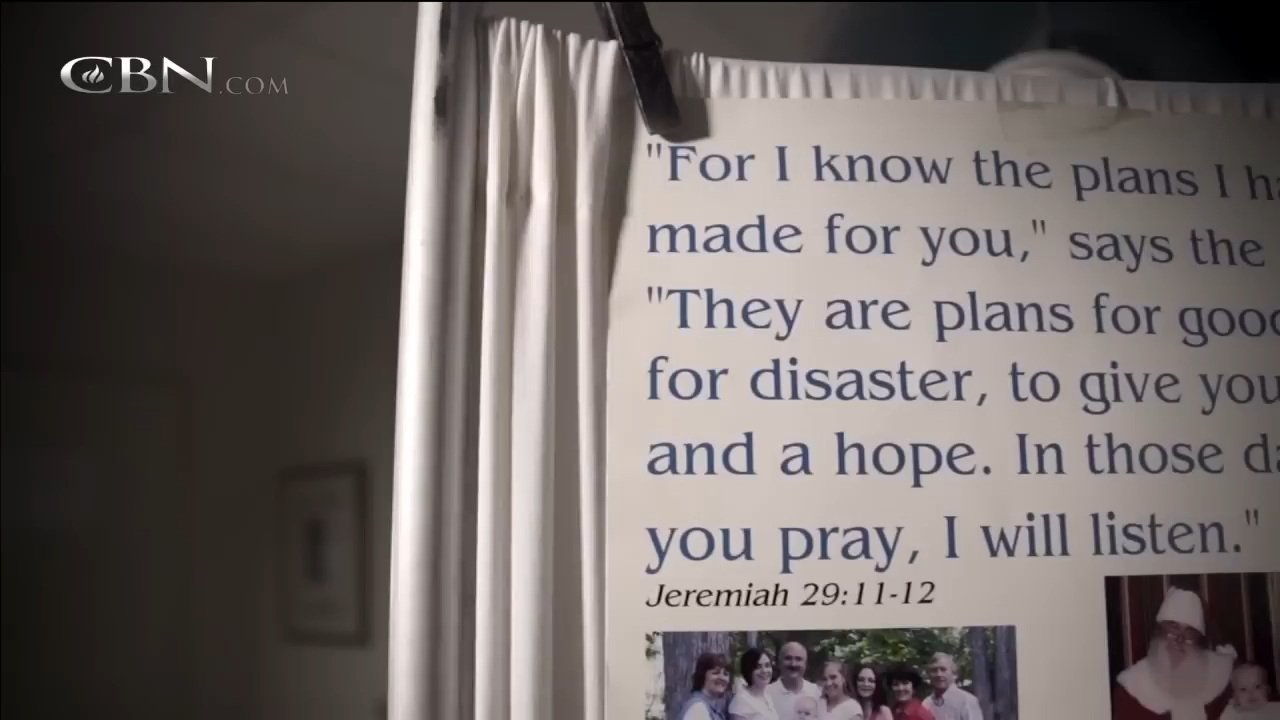 CBN.COM
"For I know the plans I ha
made for you," says the
"They are plans for good
for disaster, to give you
and a hope. In those da
you pray, I will listen."
Jeremiah 29:11-12